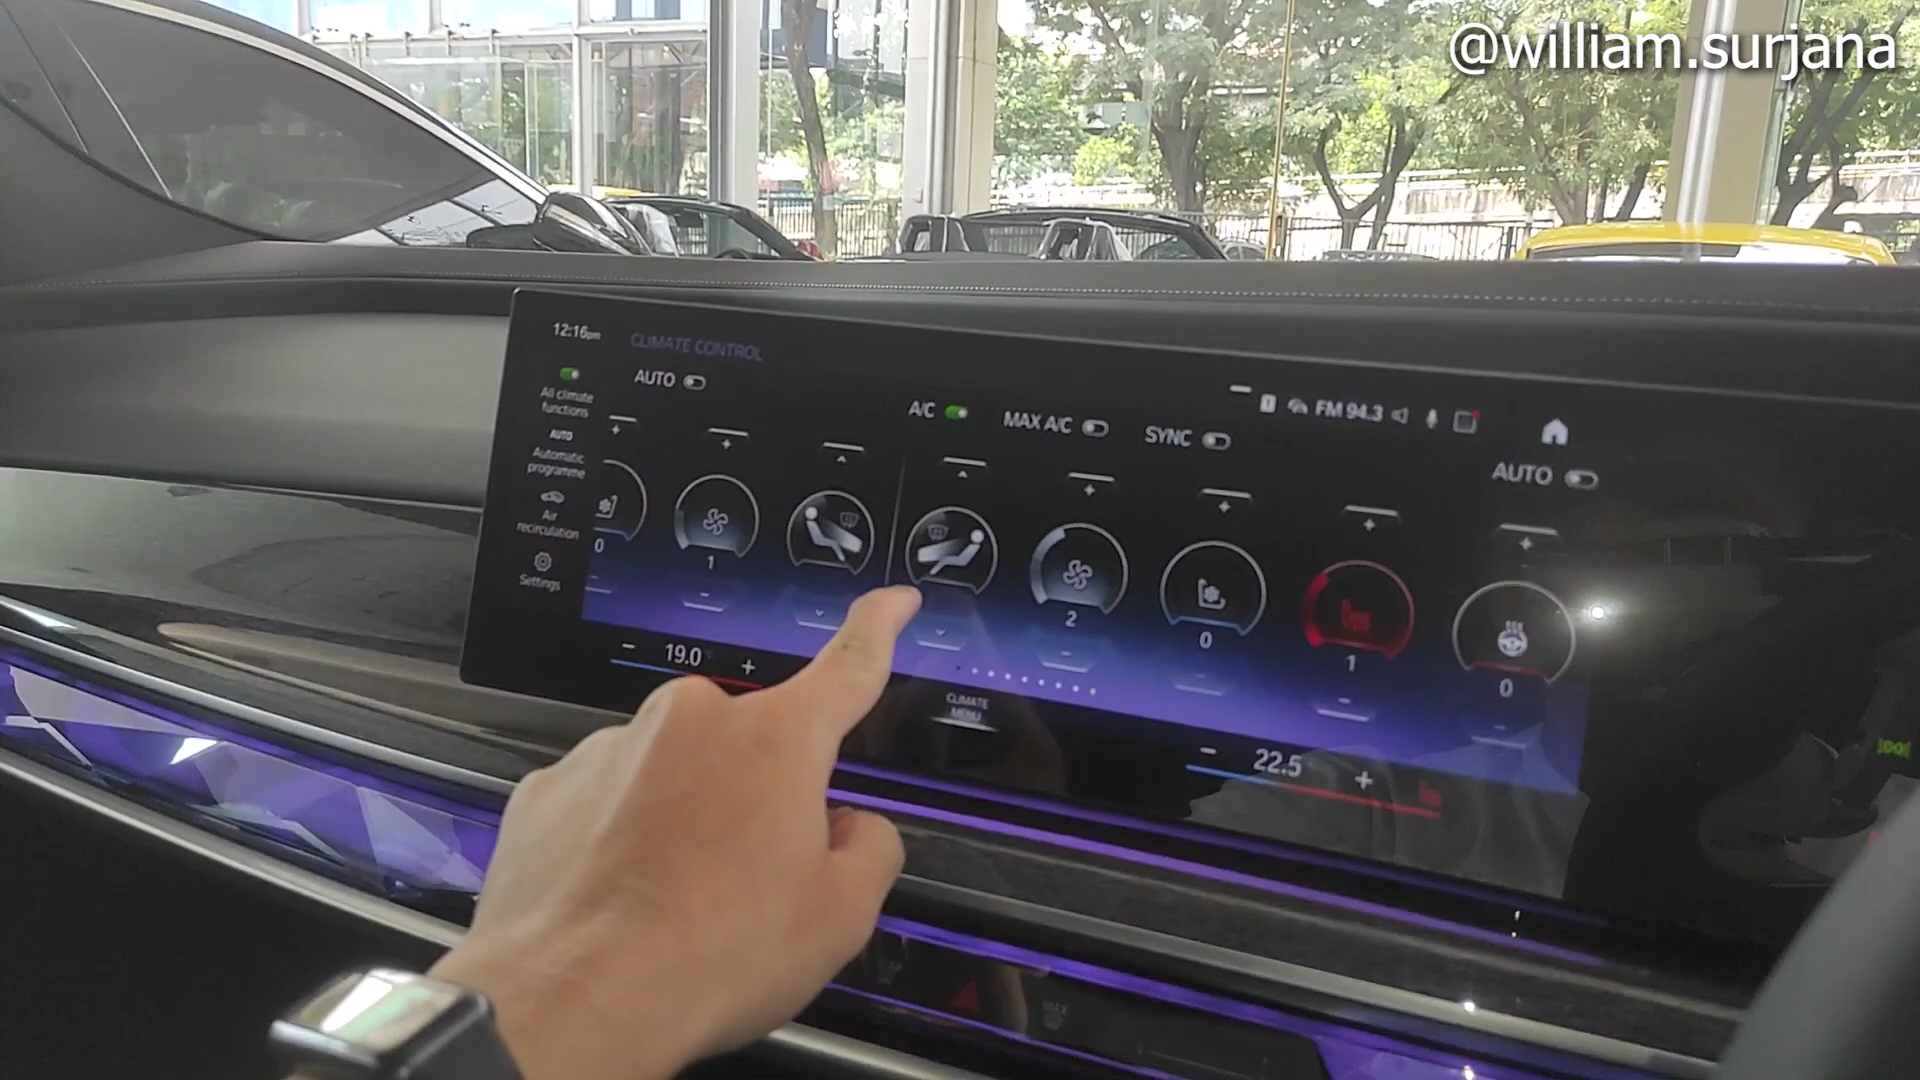 @william.surjana
12:16pm
CLIMATE CONTROL
AUTO
A/C
MAX A/C
SYNC
FM 94.3
AUTO
All climate
functions
AUTO
Automatic
programme
Air
recirculation
Settings
0
1
2
0
1
0
19.0
22.5
CLIMATE
MENU